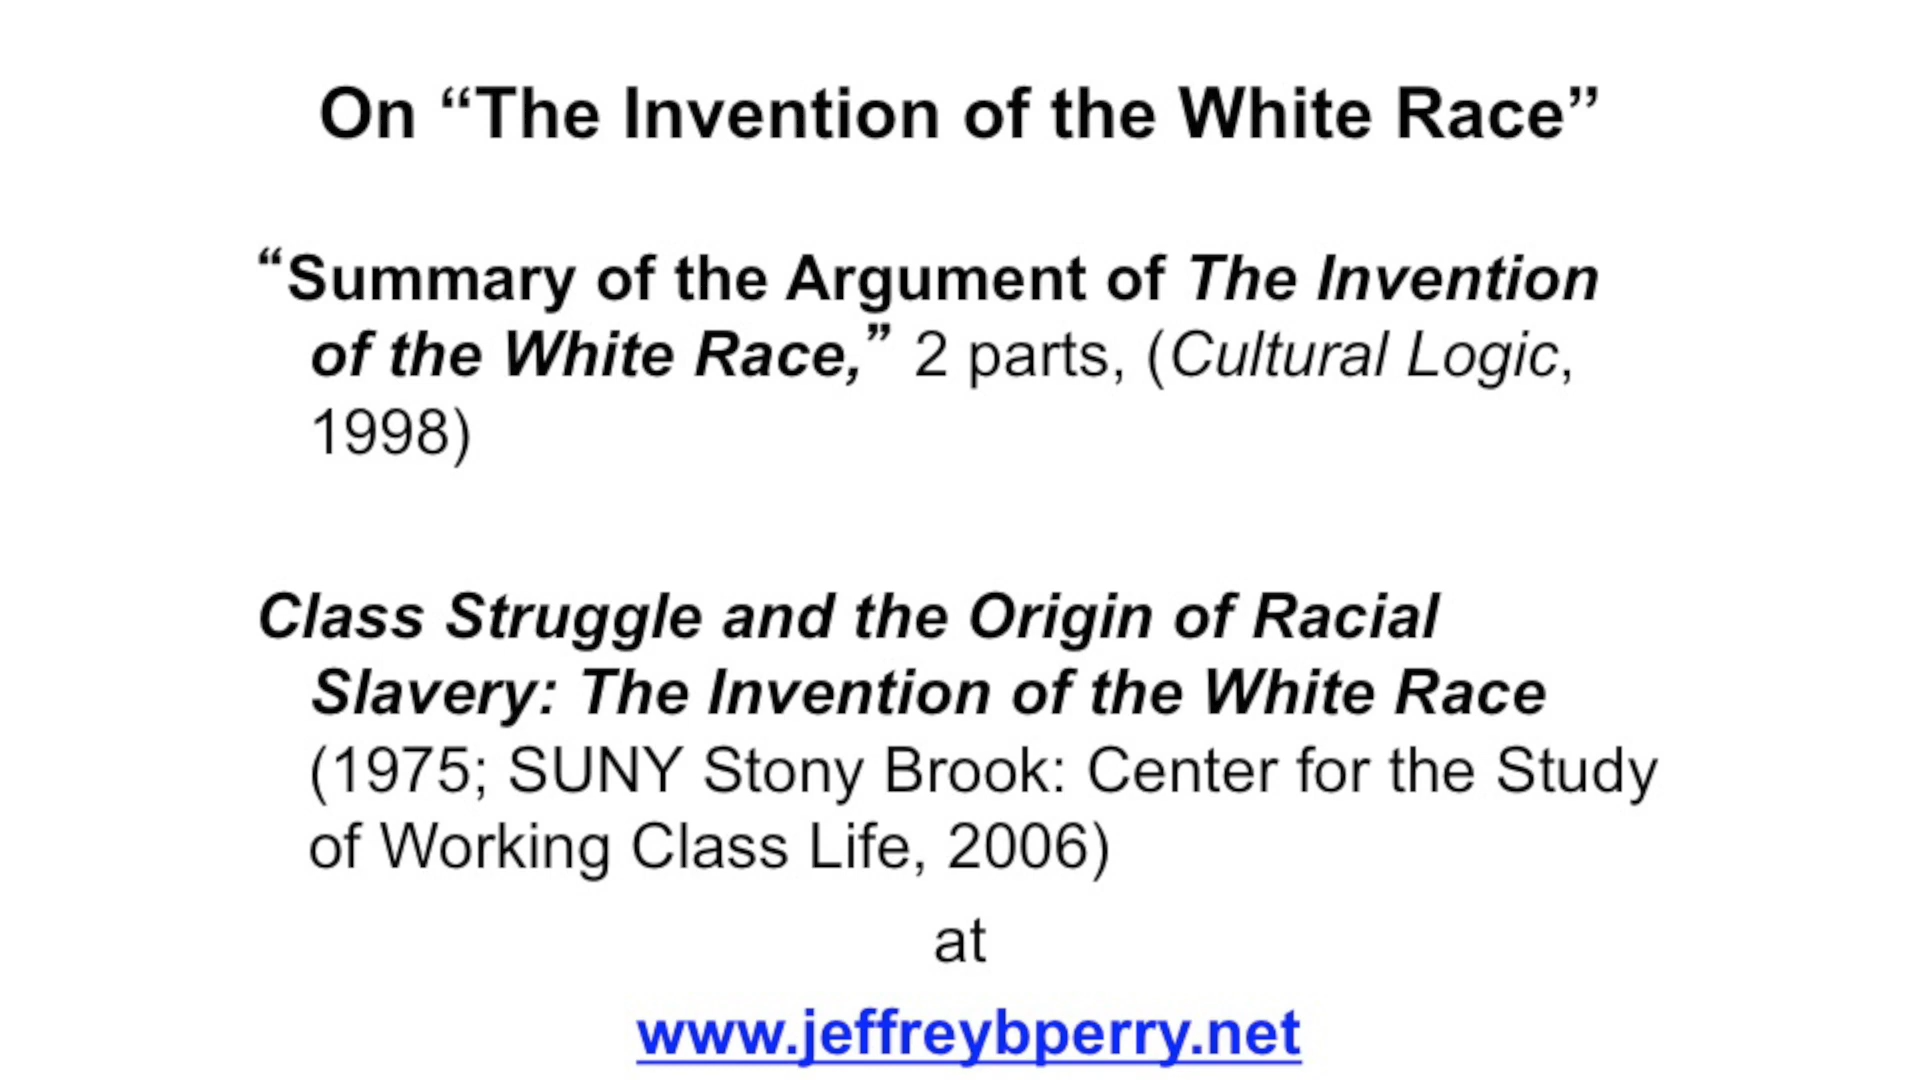 On “The Invention of the White Race”
“Summary of the Argument of The Invention
of the White Race,” 2 parts, (Cultural Logic,
1998)
Class Struggle and the Origin of Racial
Slavery: The Invention of the White Race
(1975; SUNY Stony Brook: Center for the Study
of Working Class Life, 2006)
at
www.jeffreybperry.net